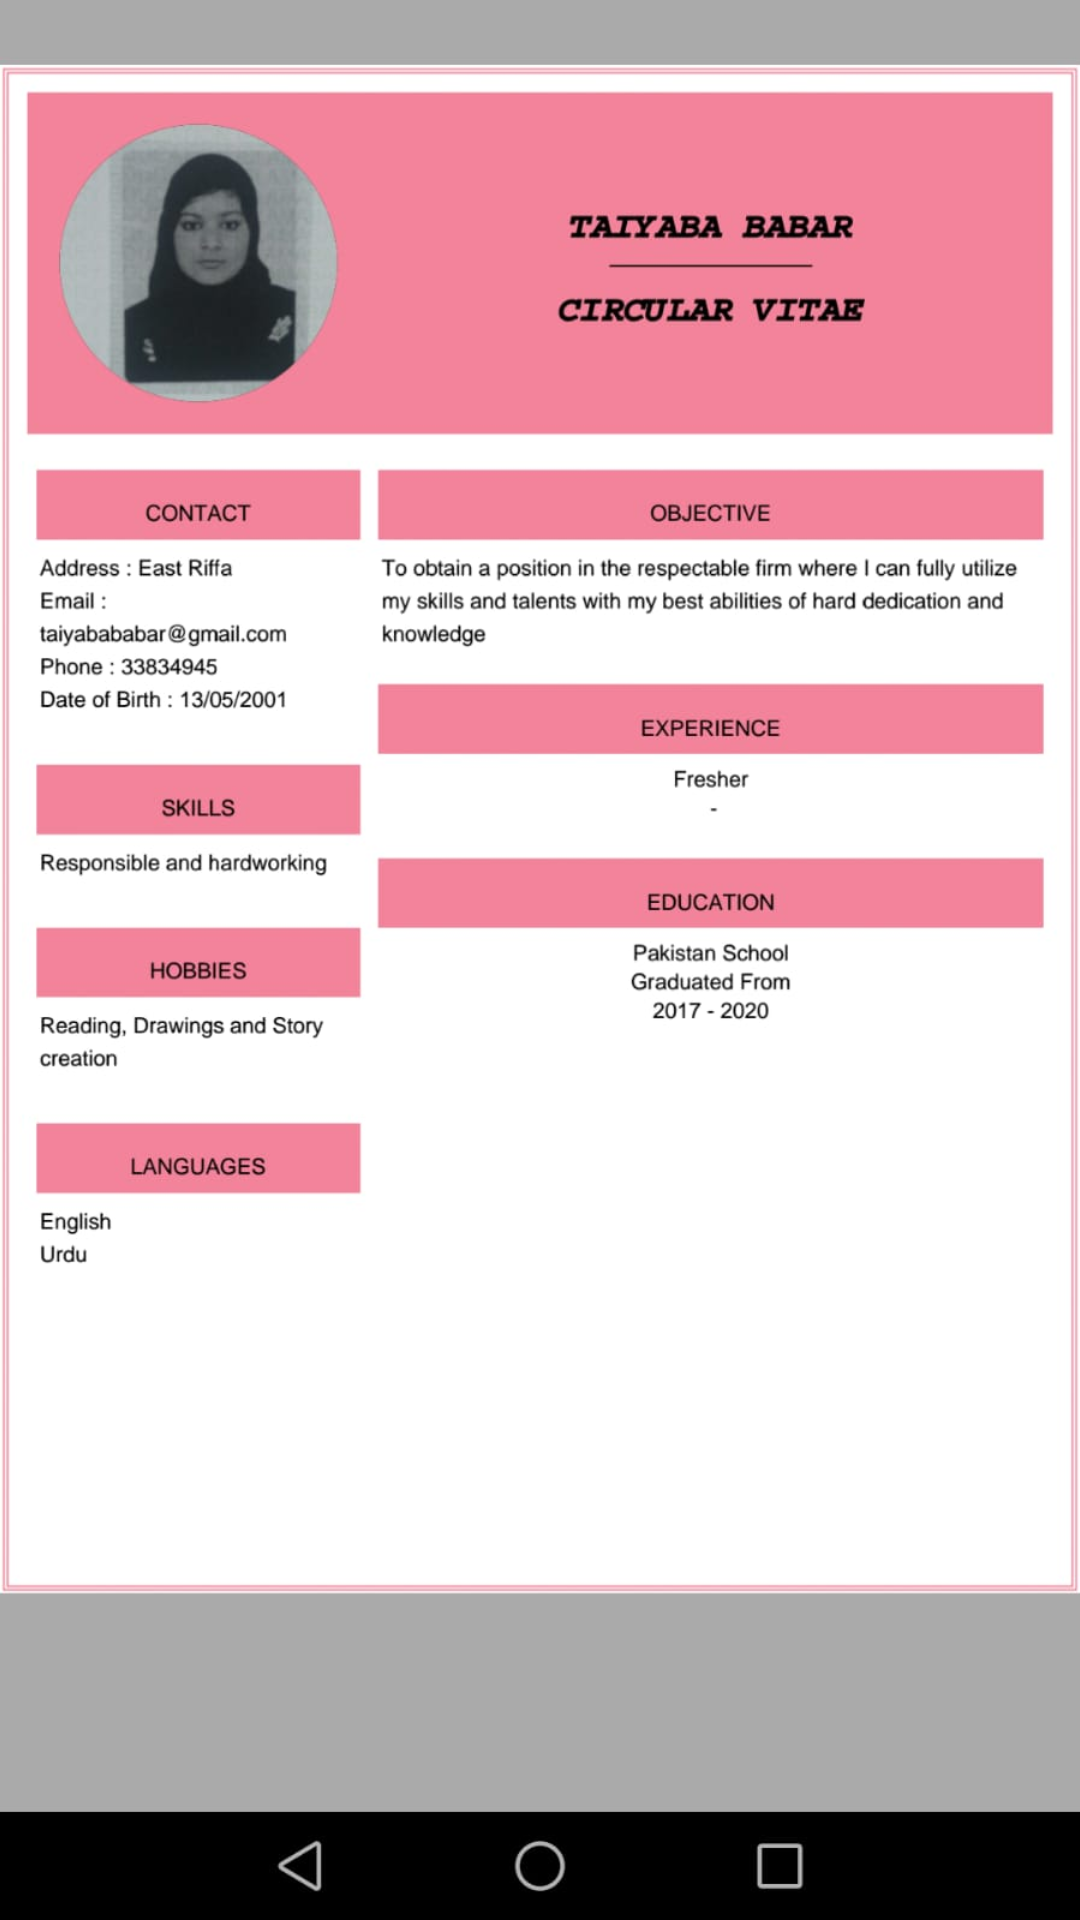 TAIYABA BABAR
CIRCULAR VITAE
CONTACT
Address : East Riffa
Email :
taiyabababar@gmail.com
Phone : 33834945
Date of Birth : 13/05/2001
SKILLS
Responsible and hardworking
HOBBIES
Reading, Drawings and Story
creation
LANGUAGES
English
Urdu
OBJECTIVE
To obtain a position in the respectable firm where I can fully utilize
my skills and talents with my best abilities of hard dedication and
knowledge
EXPERIENCE
Fresher
-
EDUCATION
Pakistan School
Graduated From
2017 - 2020